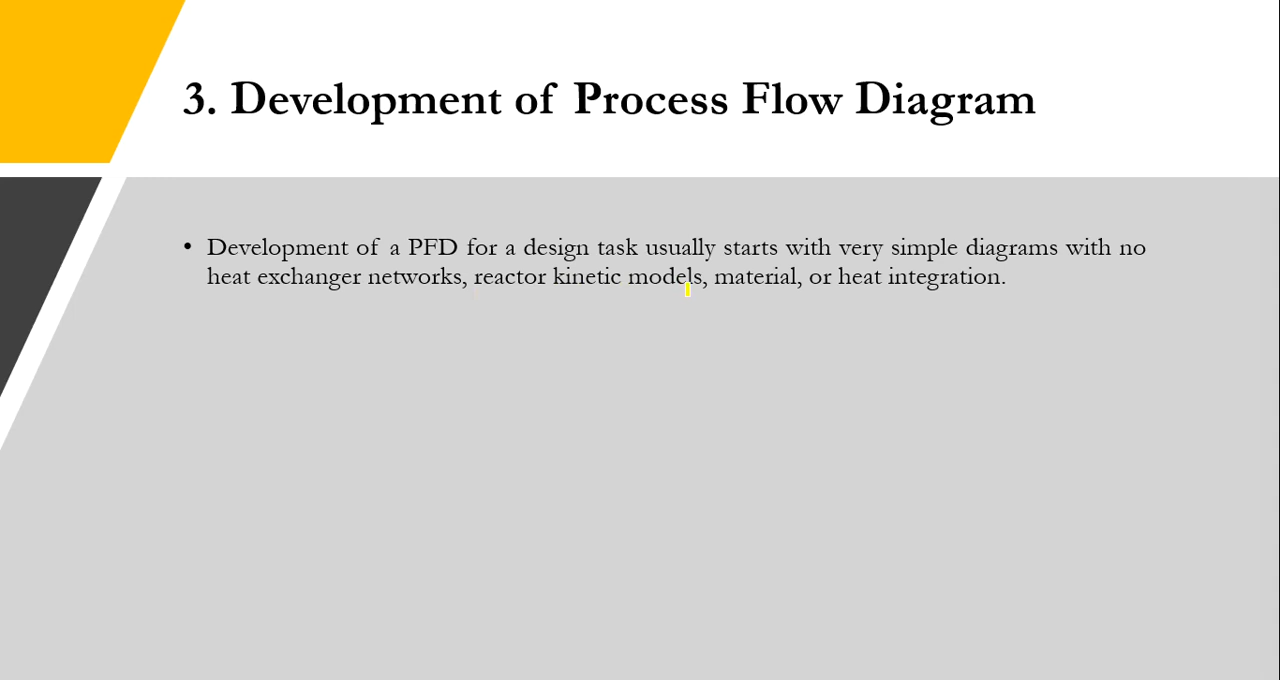 3. Development of Process Flow Diagram
• Development of a PFD for a design task usually starts with very simple diagrams with no
heat exchanger networks, reactor kinetic models, material, or heat integration.